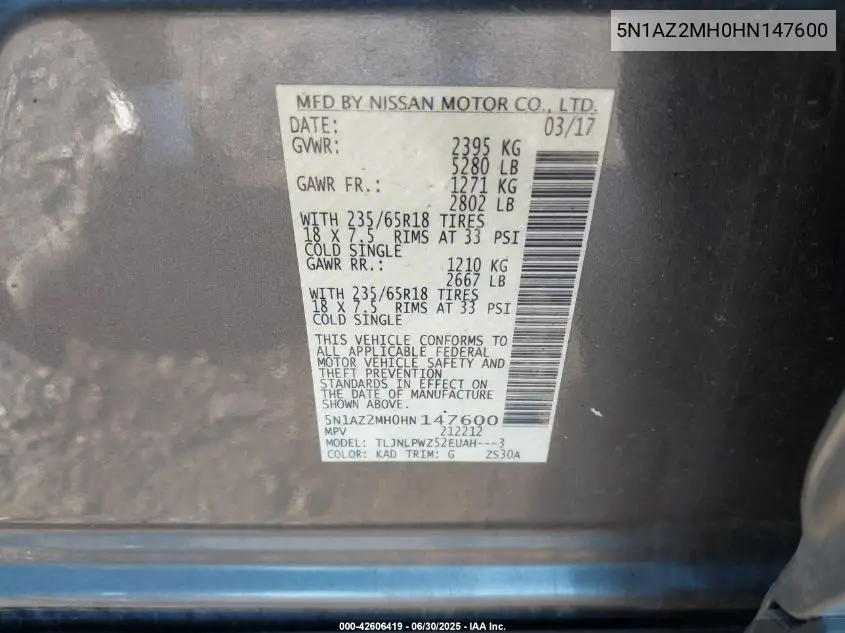 5N1AZ2MH0HN147600
MFD BY NISSAN MOTOR CO., LTD.
DATE: 03/17
GVWR: 2395 KG
5280 LB
GAWR FR.: 1271 KG
2802 LB
WITH 235/65R18 TIRES
18 X 7.5 RIMS AT 33 PSI
COLD SINGLE
GAWR RR.: 1210 KG
2667 LB
WITH 235/65R18 TIRES
18 X 7.5 RIMS AT 33 PSI
COLD SINGLE
THIS VEHICLE CONFORMS TO
ALL APPLICABLE FEDERAL
MOTOR VEHICLE SAFETY AND
THEFT PREVENTION
STANDARDS IN EFFECT ON
THE DATE OF MANUFACTURE
SHOWN ABOVE.
5N1AZ2MH0HN147600
MPV 212212
MODEL: TLJNLPWZ52EUAH---3
COLOR: KAD TRIM: G ZS30A
000-42606419 - 06/30/2025 - IAA Inc.